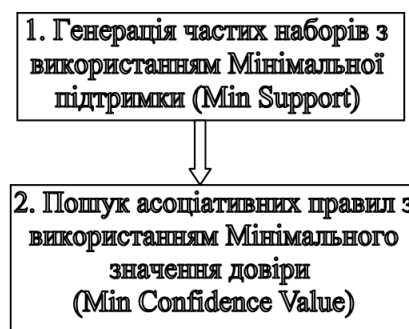 1. Генерація частих наборів з
використанням Мінімальної
підтримки (Min Support)
2. Пошук асоціативних правил з
використанням Мінімального
значення довіри
(Min Confidence Value)